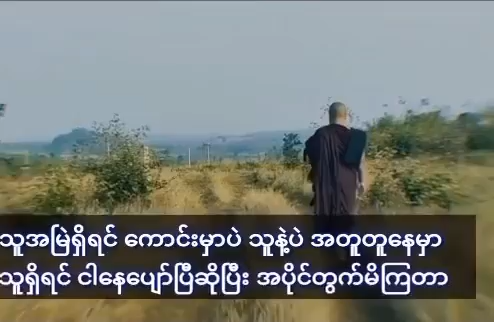 သူအမြဲရှိရင် ကောင်းမှာပဲ သူနဲ့ပဲ အတူတူနေမှာ
သူရှိရင် ငါနေပျော်ပြီဆိုပြီး အပိုင်တွက်မိကြတာ